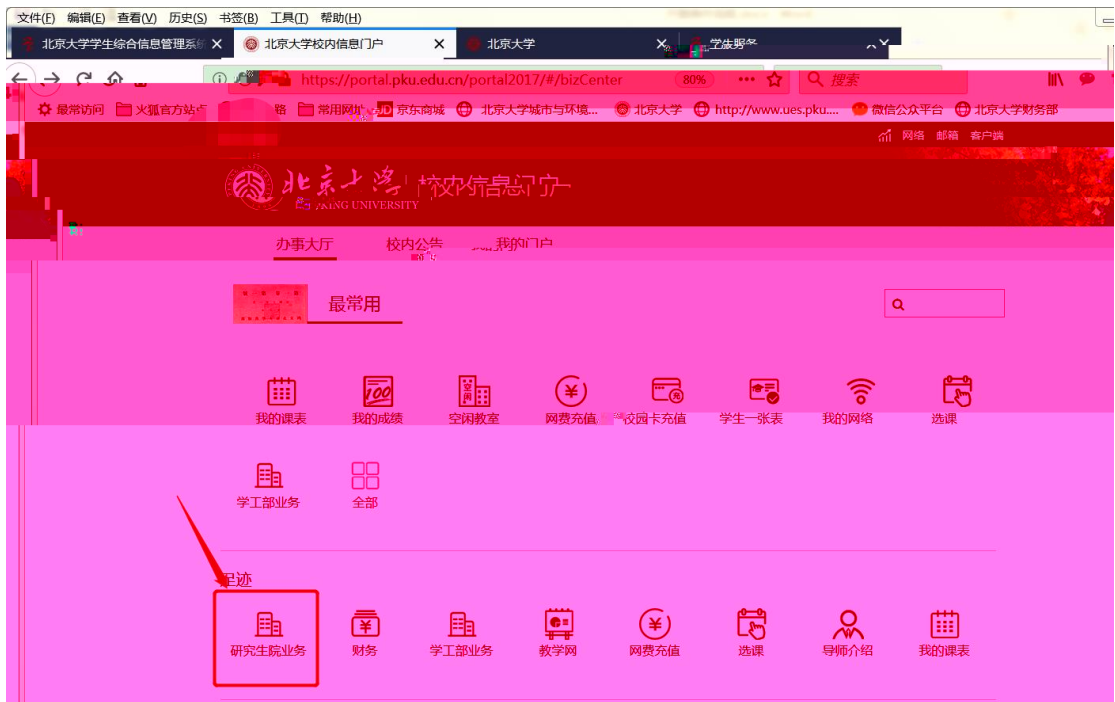 文件(F) 编辑(E) 查看(V) 历史(S) 书签(B) 工具(T) 帮助(H)
北京大学学生综合信息管理系统 × 北京大学校内信息门户 × 北京大学 ×
https://portal.pku.edu.cn/portal2017/#/bizCenter 80% ••• 搜索
最常访问 火狐官方站点 常用网址 JD 京东商城 北京大学城市与环境... 北京大学 http://www.ues.pku.... 微信公众平台 北京大学财务部
网络 邮箱 客户端
北京大学 校内信息门户
UNIVERSITY
办事大厅 校内公告 我的门户
最常用
我的课表 我的成绩 空闲教室 网费充值 校园卡充值 学生一张表 我的网络 选课
学工部业务 全部
足迹
研究生院业务 财务 学工部业务 教学网 网费充值 选课 导师介绍 我的课表